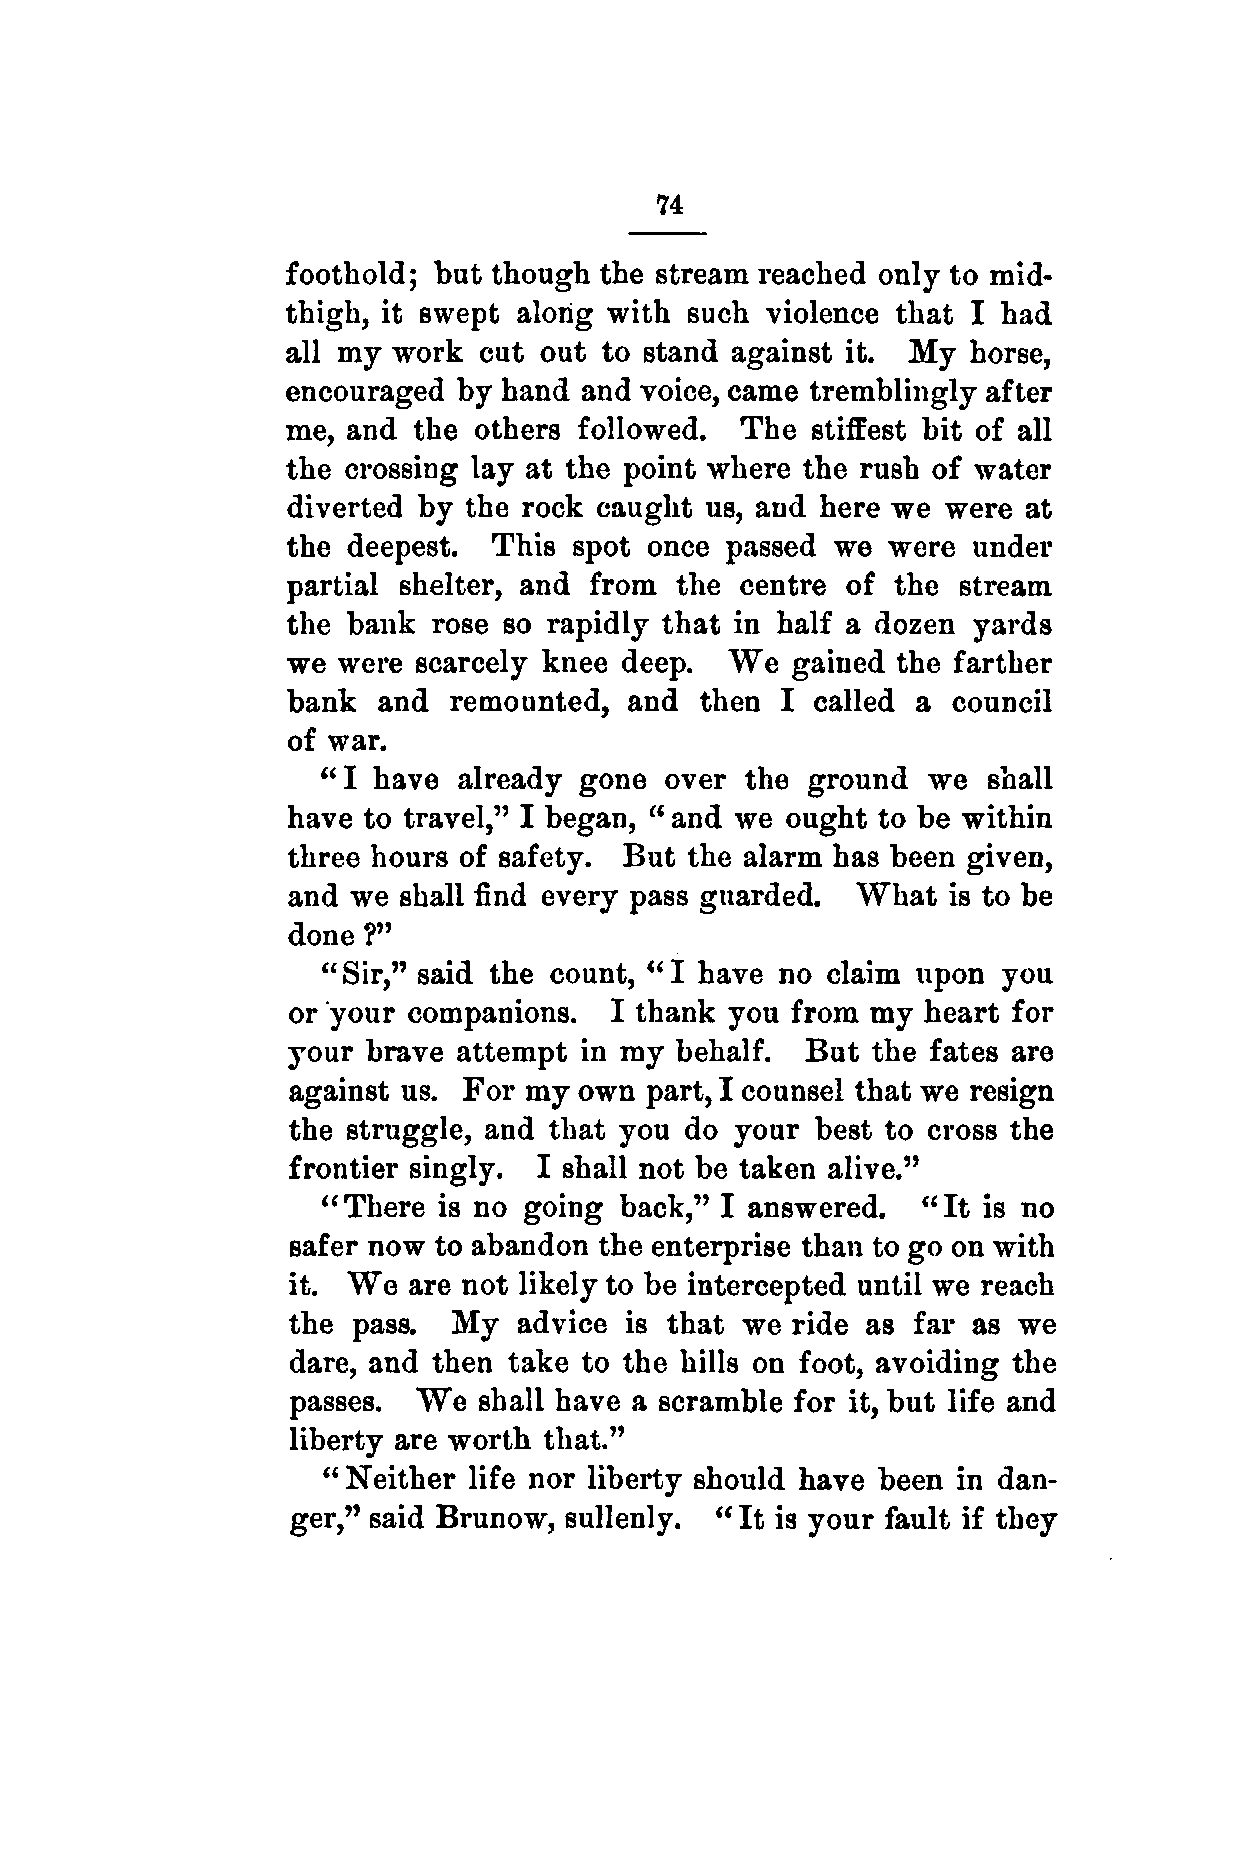 74
foothold; but though the stream reached only to mid-
thigh, it swept along with such violence that I had
all my work cut out to stand against it. My horse,
encouraged by hand and voice, came tremblingly after
me, and the others followed. The stiffest bit of all
the crossing lay at the point where the rush of water
diverted by the rock caught us, and here we were at
the deepest. This spot once passed we were under
partial shelter, and from the centre of the stream
the bank rose so rapidly that in half a dozen yards
we were scarcely knee deep. We gained the farther
bank and remounted, and then I called a council
of war.
“I have already gone over the ground we shall
have to travel,” I began, “and we ought to be within
three hours of safety. But the alarm has been given,
and we shall find every pass guarded. What is to be
done?”
“Sir,” said the count, “I have no claim upon you
or your companions. I thank you from my heart for
your brave attempt in my behalf. But the fates are
against us. For my own part, I counsel that we resign
the struggle, and that you do your best to cross the
frontier singly. I shall not be taken alive.”
“There is no going back,” I answered. “It is no
safer now to abandon the enterprise than to go on with
it. We are not likely to be intercepted until we reach
the pass. My advice is that we ride as far as we
dare, and then take to the hills on foot, avoiding the
passes. We shall have a scramble for it, but life and
liberty are worth that.”
“Neither life nor liberty should have been in dan-
ger,” said Brunow, sullenly. “It is your fault if they